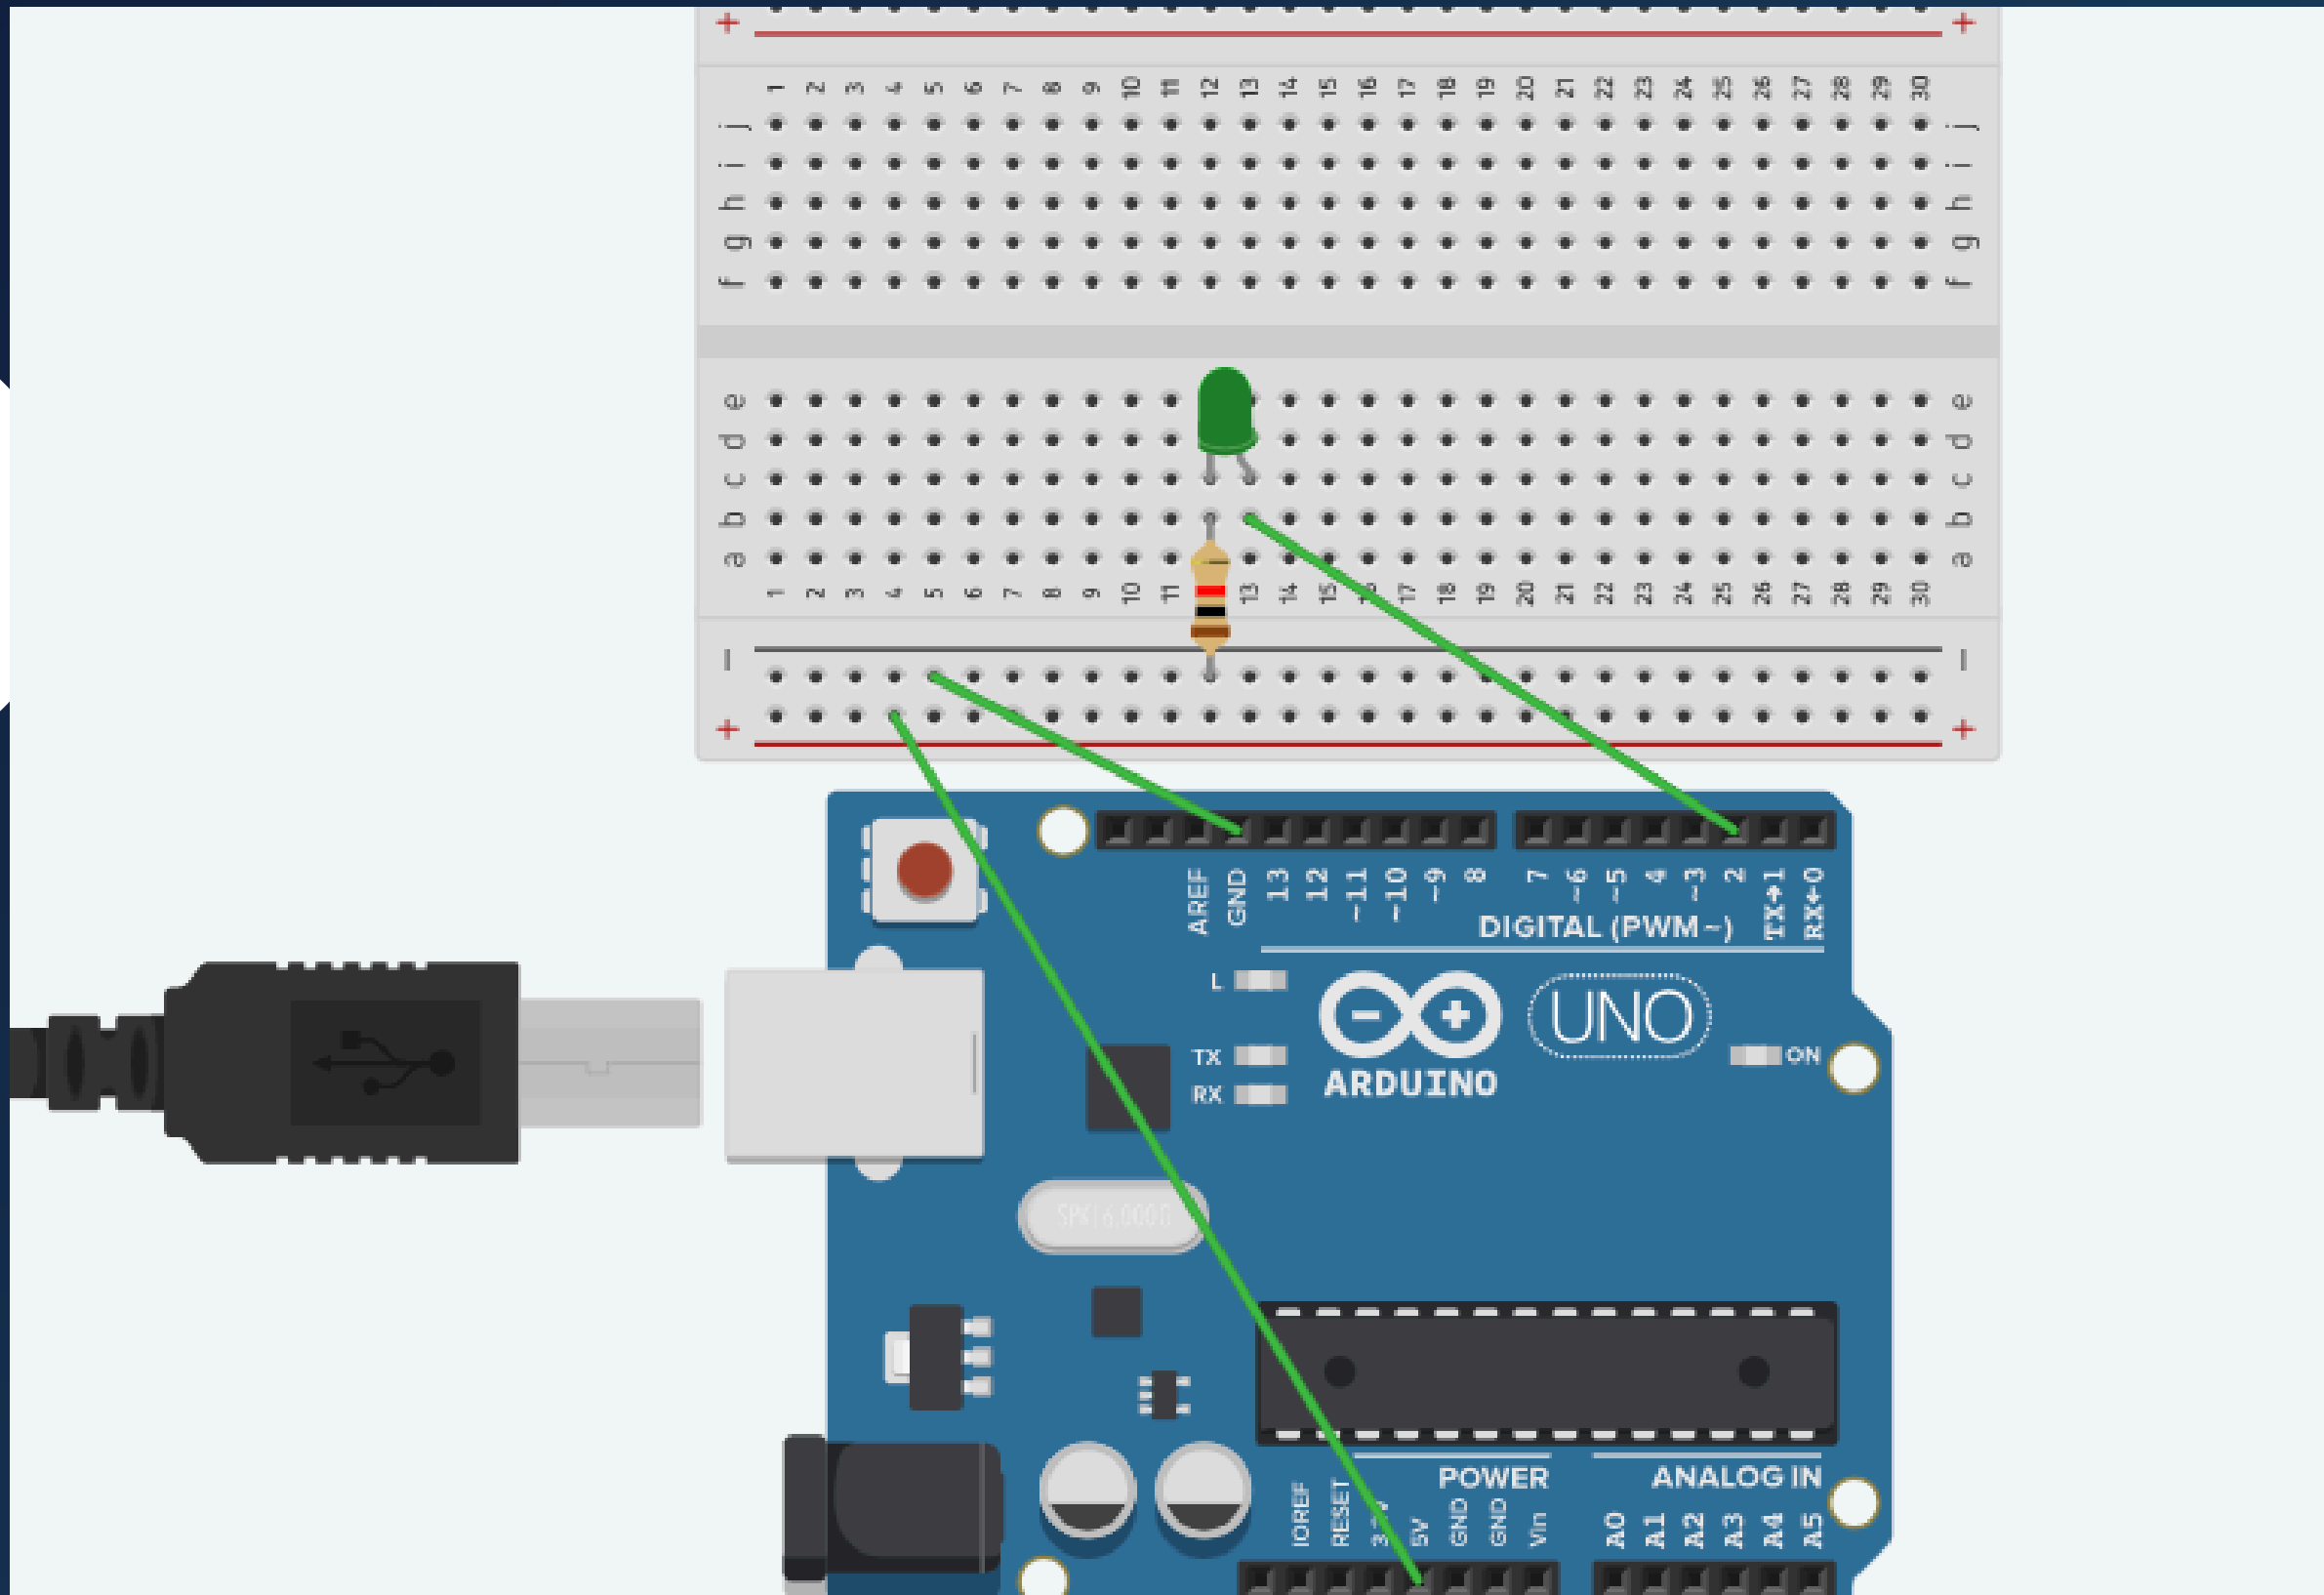 + +
1 2 3 4 5 6 7 8 9 10 11 12 13 14 15 16 17 18 19 20 21 22 23 24 25 26 27 28 29 30
j j
i i
h h
g g
f f
e e
d d
c c
b b
a a
1 2 3 4 5 6 7 8 9 10 11 13 14 15 16 17 18 19 20 21 22 23 24 25 26 27 28 29 30
− −
+ +
AREF GND 13 12 ~11 ~10 ~9 8 7 ~6 ~5 4 ~3 2 TX→1 RX←0
DIGITAL (PWM~)
L
UNO
TX
ON
RX
ARDUINO
SPK16.000G
POWER ANALOG IN
IOREF RESET 5V GND GND Vin A0 A1 A2 A3 A4 A5